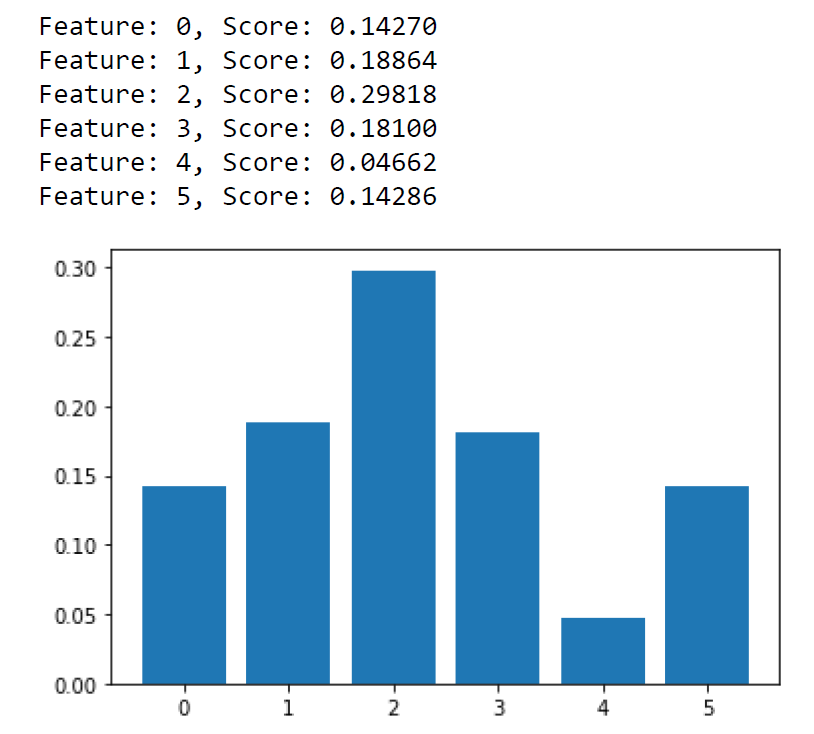 Feature: 0, Score: 0.14270
Feature: 1, Score: 0.18864
Feature: 2, Score: 0.29818
Feature: 3, Score: 0.18100
Feature: 4, Score: 0.04662
Feature: 5, Score: 0.14286
0.30
0.25
0.20
0.15
0.10
0.05
0.00
0 1 2 3 4 5